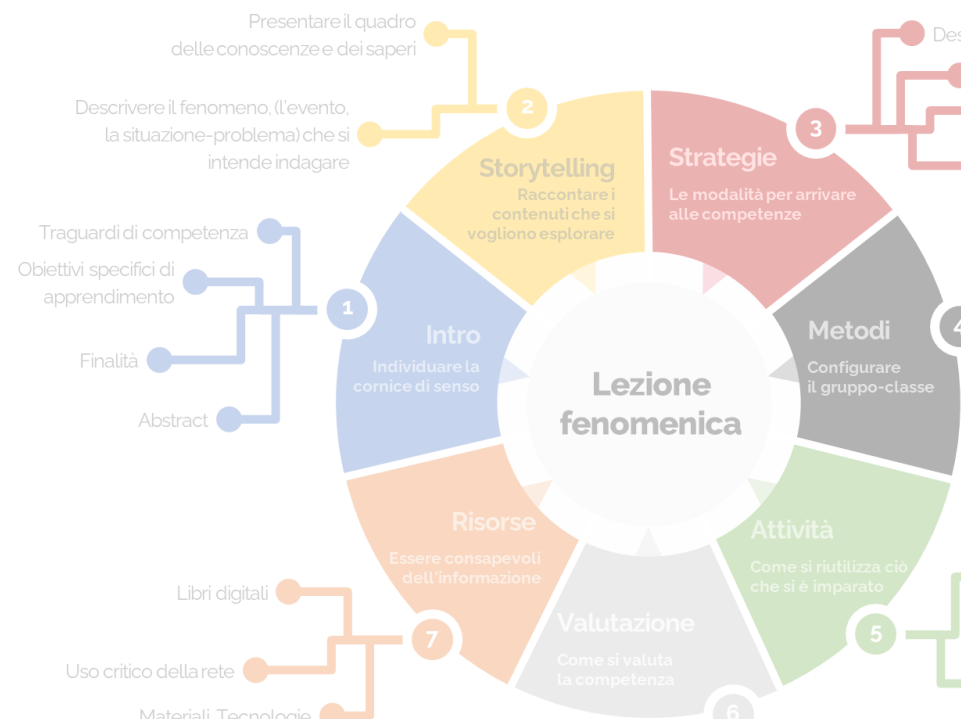 Presentare il quadro
delle conoscenze e dei saperi
Descrivere il fenomeno, (l'evento,
la situazione-problema) che si
intende indagare
2
Storytelling
Raccontare i
contenuti che si
vogliono esplorare
3
Strategie
Le modalità per arrivare
alle competenze
Traguardi di competenza
Obiettivi specifici di
apprendimento
Finalità
Abstract
1
Intro
Individuare la
cornice di senso
Lezione
fenomenica
4
Metodi
Configurare
il gruppo-classe
Attività
Come si riutilizza ciò
che si è imparato
5
Risorse
Essere consapevoli
dell'informazione
7
Libri digitali
Uso critico della rete
Materiali, Tecnologie
Valutazione
Come si valuta
la competenza
6